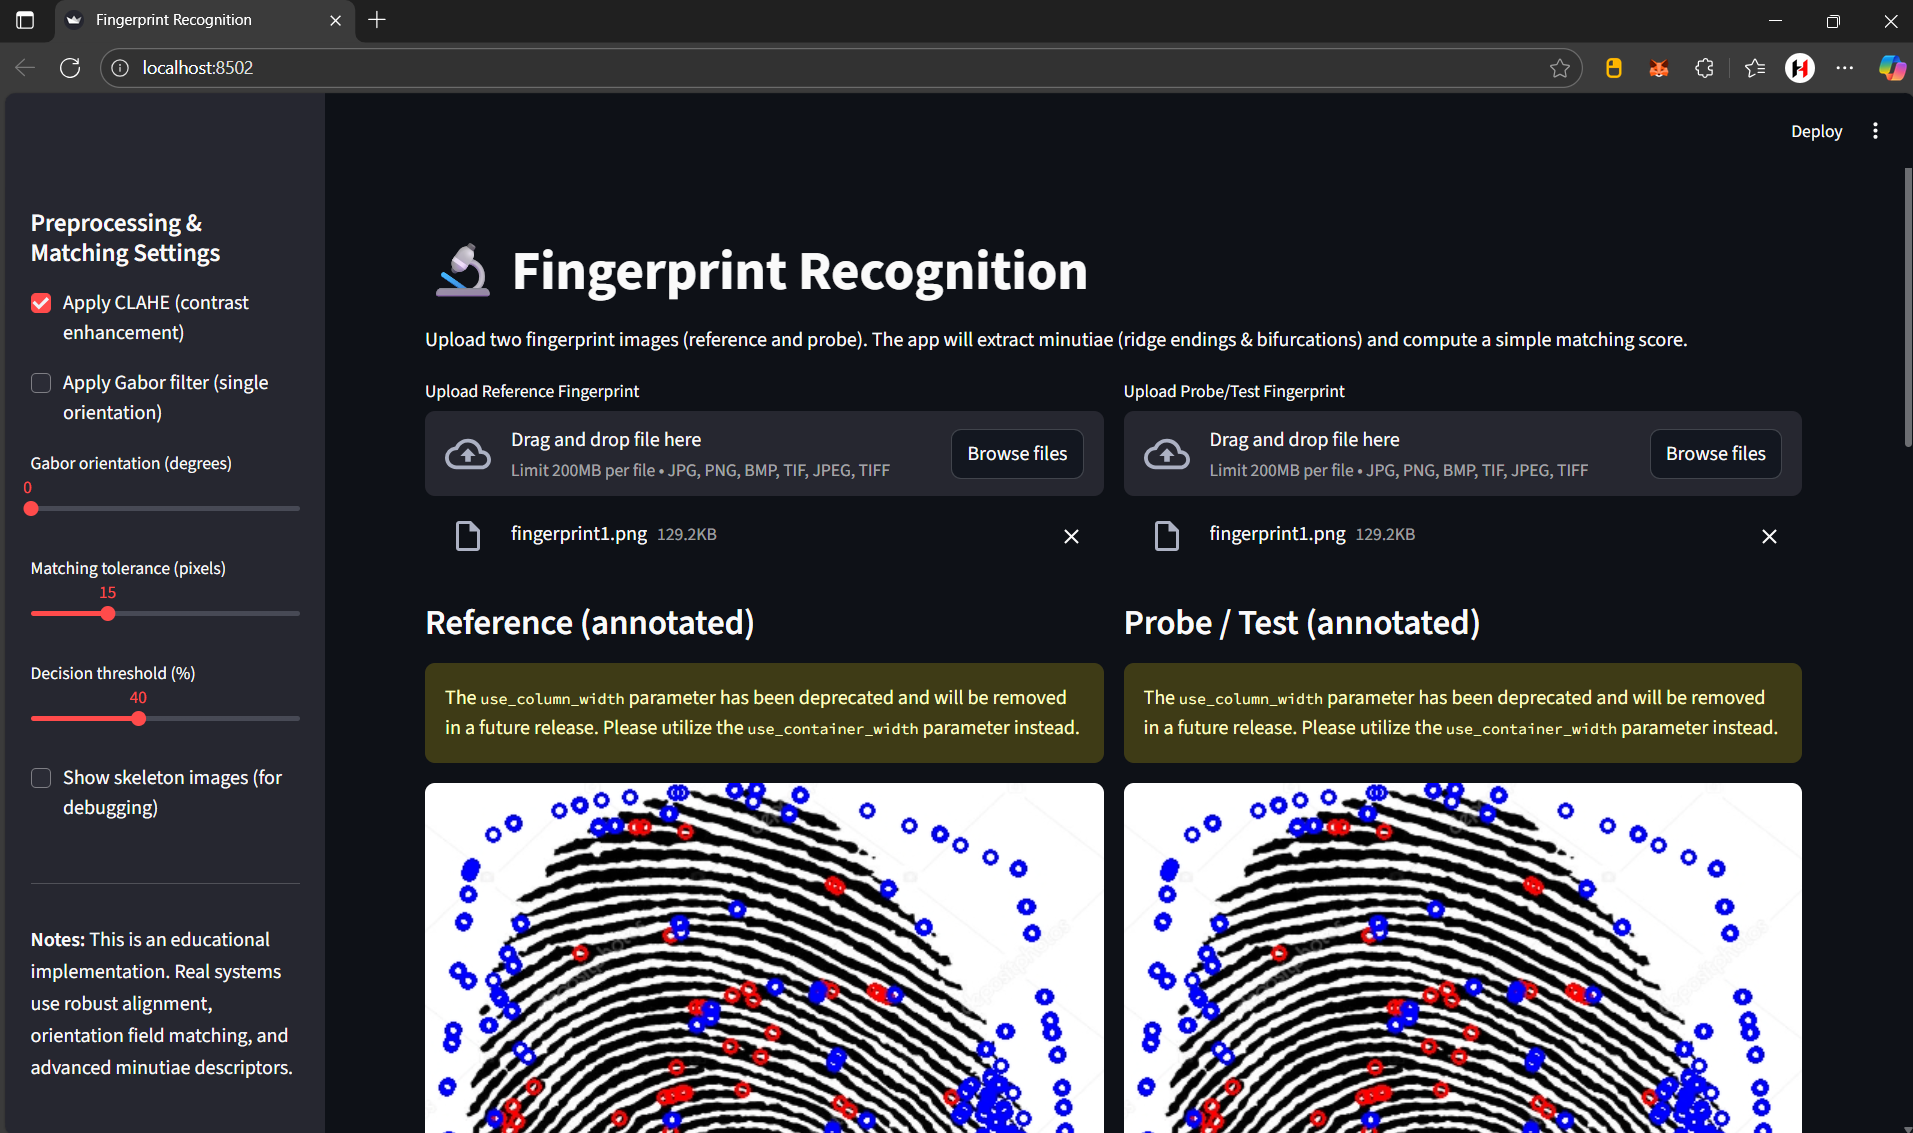 Fingerprint Recognition
localhost:8502
Deploy
Preprocessing &
Matching Settings
Apply CLAHE (contrast
enhancement)
Apply Gabor filter (single
orientation)
Gabor orientation (degrees)
0
Matching tolerance (pixels)
15
Decision threshold (%)
40
Show skeleton images (for
debugging)
Notes: This is an educational
implementation. Real systems
use robust alignment,
orientation field matching, and
advanced minutiae descriptors.
Fingerprint Recognition
Upload two fingerprint images (reference and probe). The app will extract minutiae (ridge endings & bifurcations) and compute a simple matching score.
Upload Reference Fingerprint
Drag and drop file here
Limit 200MB per file • JPG, PNG, BMP, TIF, JPEG, TIFF
Browse files
fingerprint1.png 129.2KB
Reference (annotated)
The use_column_width parameter has been deprecated and will be removed
in a future release. Please utilize the use_container_width parameter instead.
Upload Probe/Test Fingerprint
Drag and drop file here
Limit 200MB per file • JPG, PNG, BMP, TIF, JPEG, TIFF
Browse files
fingerprint1.png 129.2KB
Probe / Test (annotated)
The use_column_width parameter has been deprecated and will be removed
in a future release. Please utilize the use_container_width parameter instead.